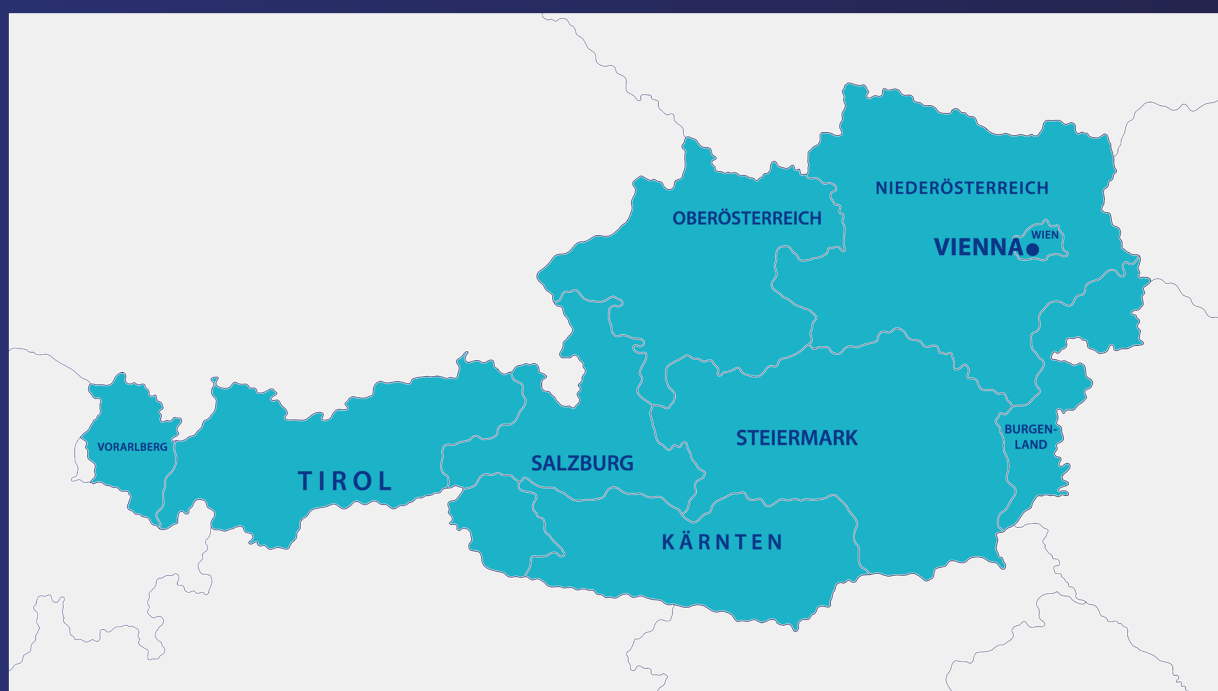 NIEDERÖSTERREICH
OBERÖSTERREICH
WIEN
VIENNA
BURGEN-
LAND
STEIERMARK
VORARLBERG
SALZBURG
TIROL
KÄRNTEN